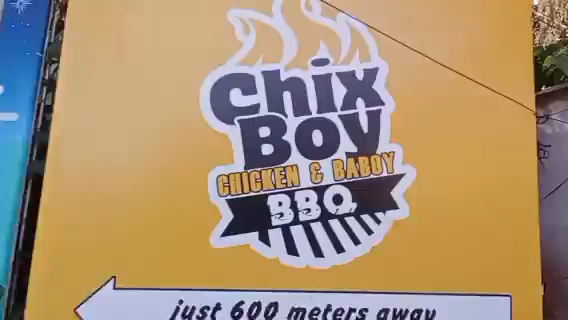 Chix
Boy
CHICKEN & BABOY
BBQ
just 600 meters away